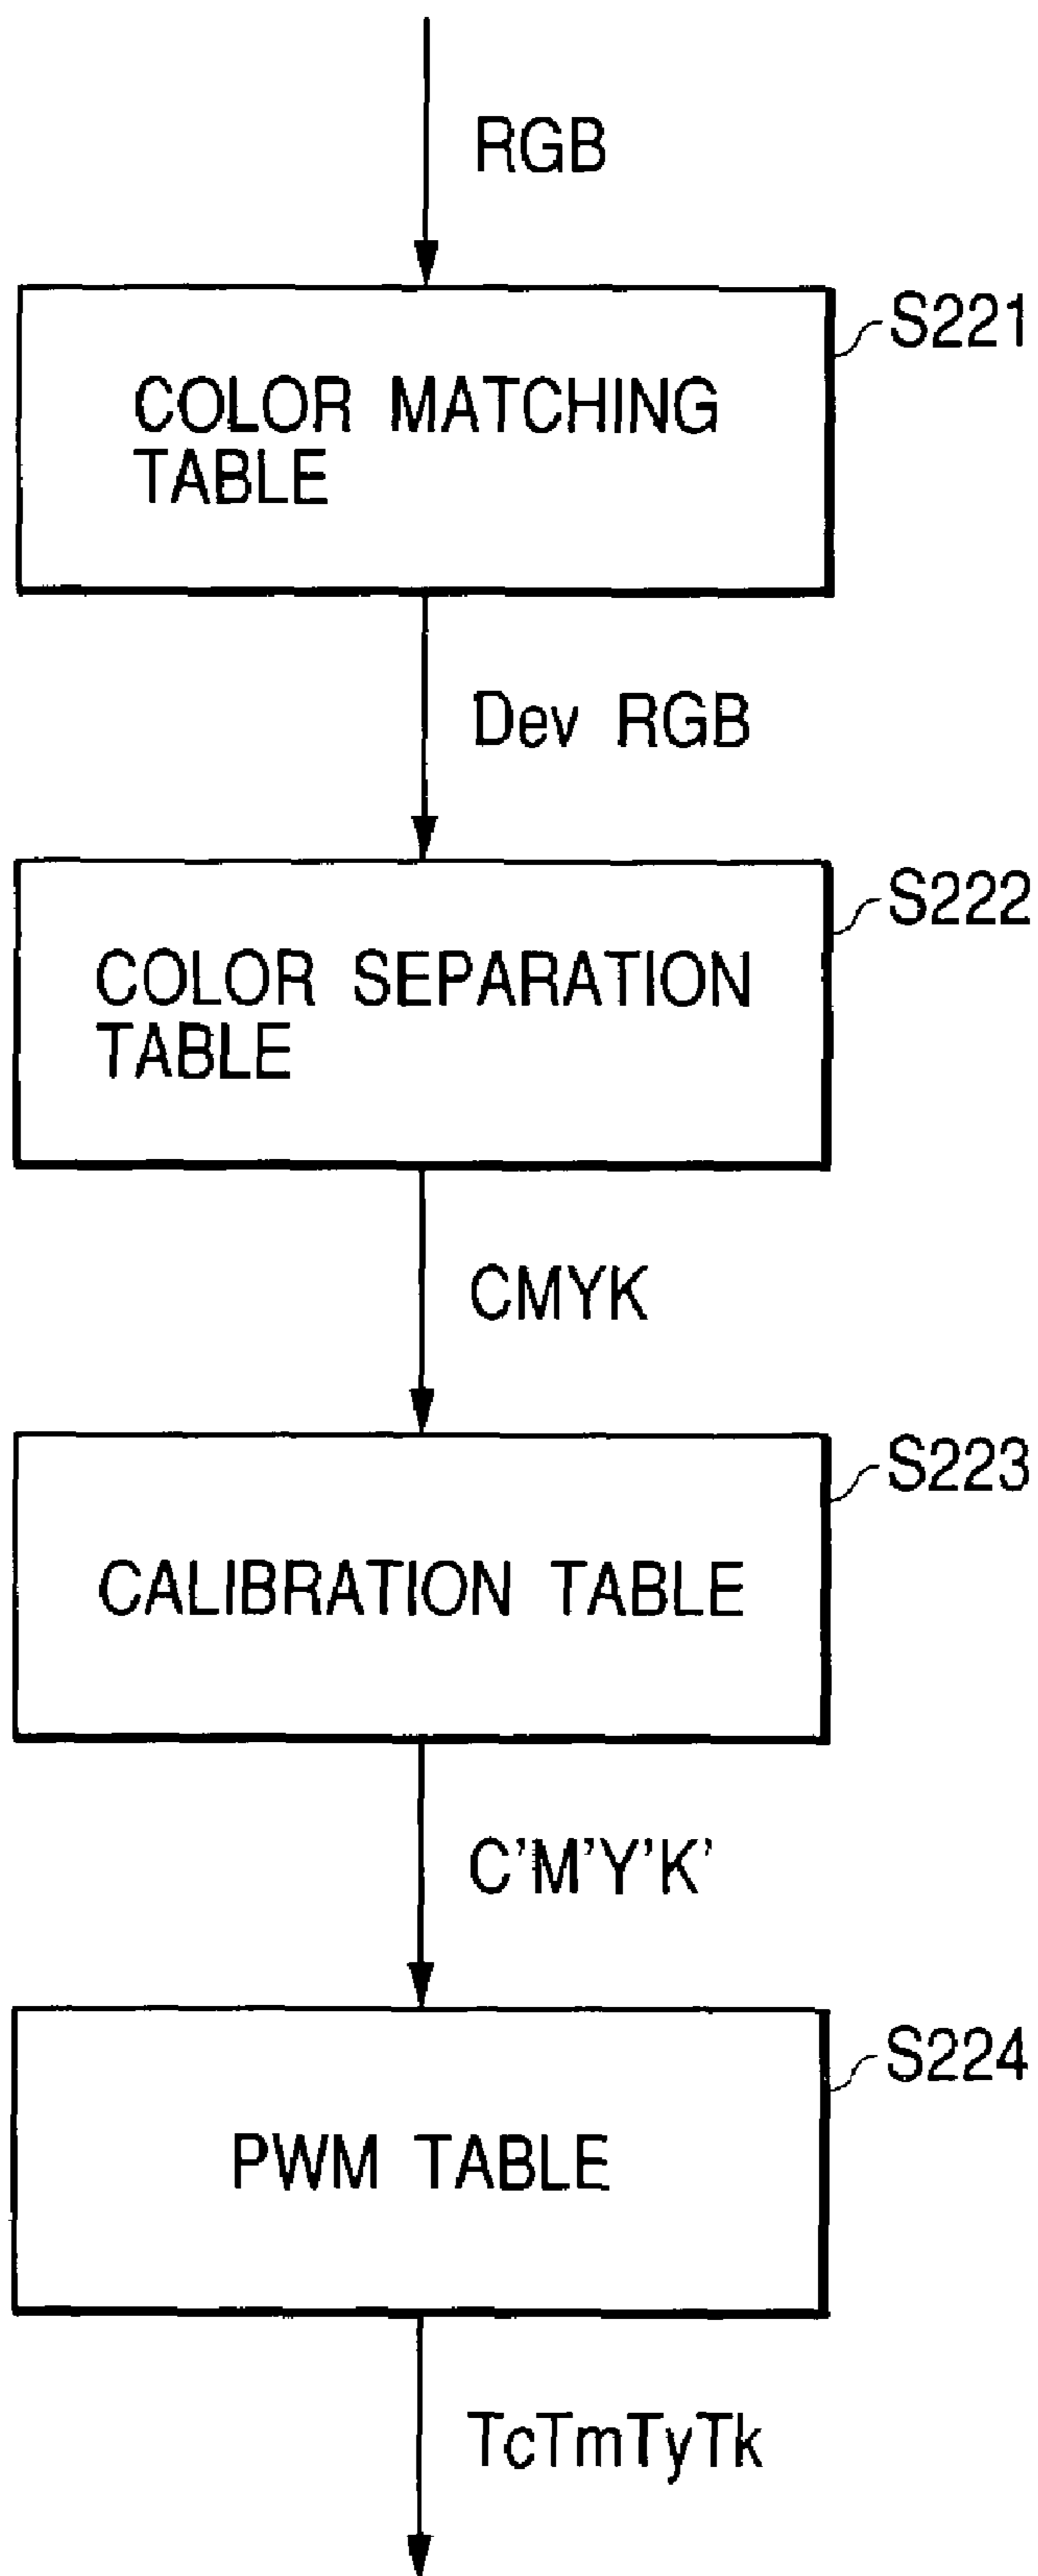 RGB
S221
COLOR MATCHING
TABLE
Dev RGB
S222
COLOR SEPARATION
TABLE
CMYK
S223
CALIBRATION TABLE
C'M'Y'K'
S224
PWM TABLE
TcTmTyTk